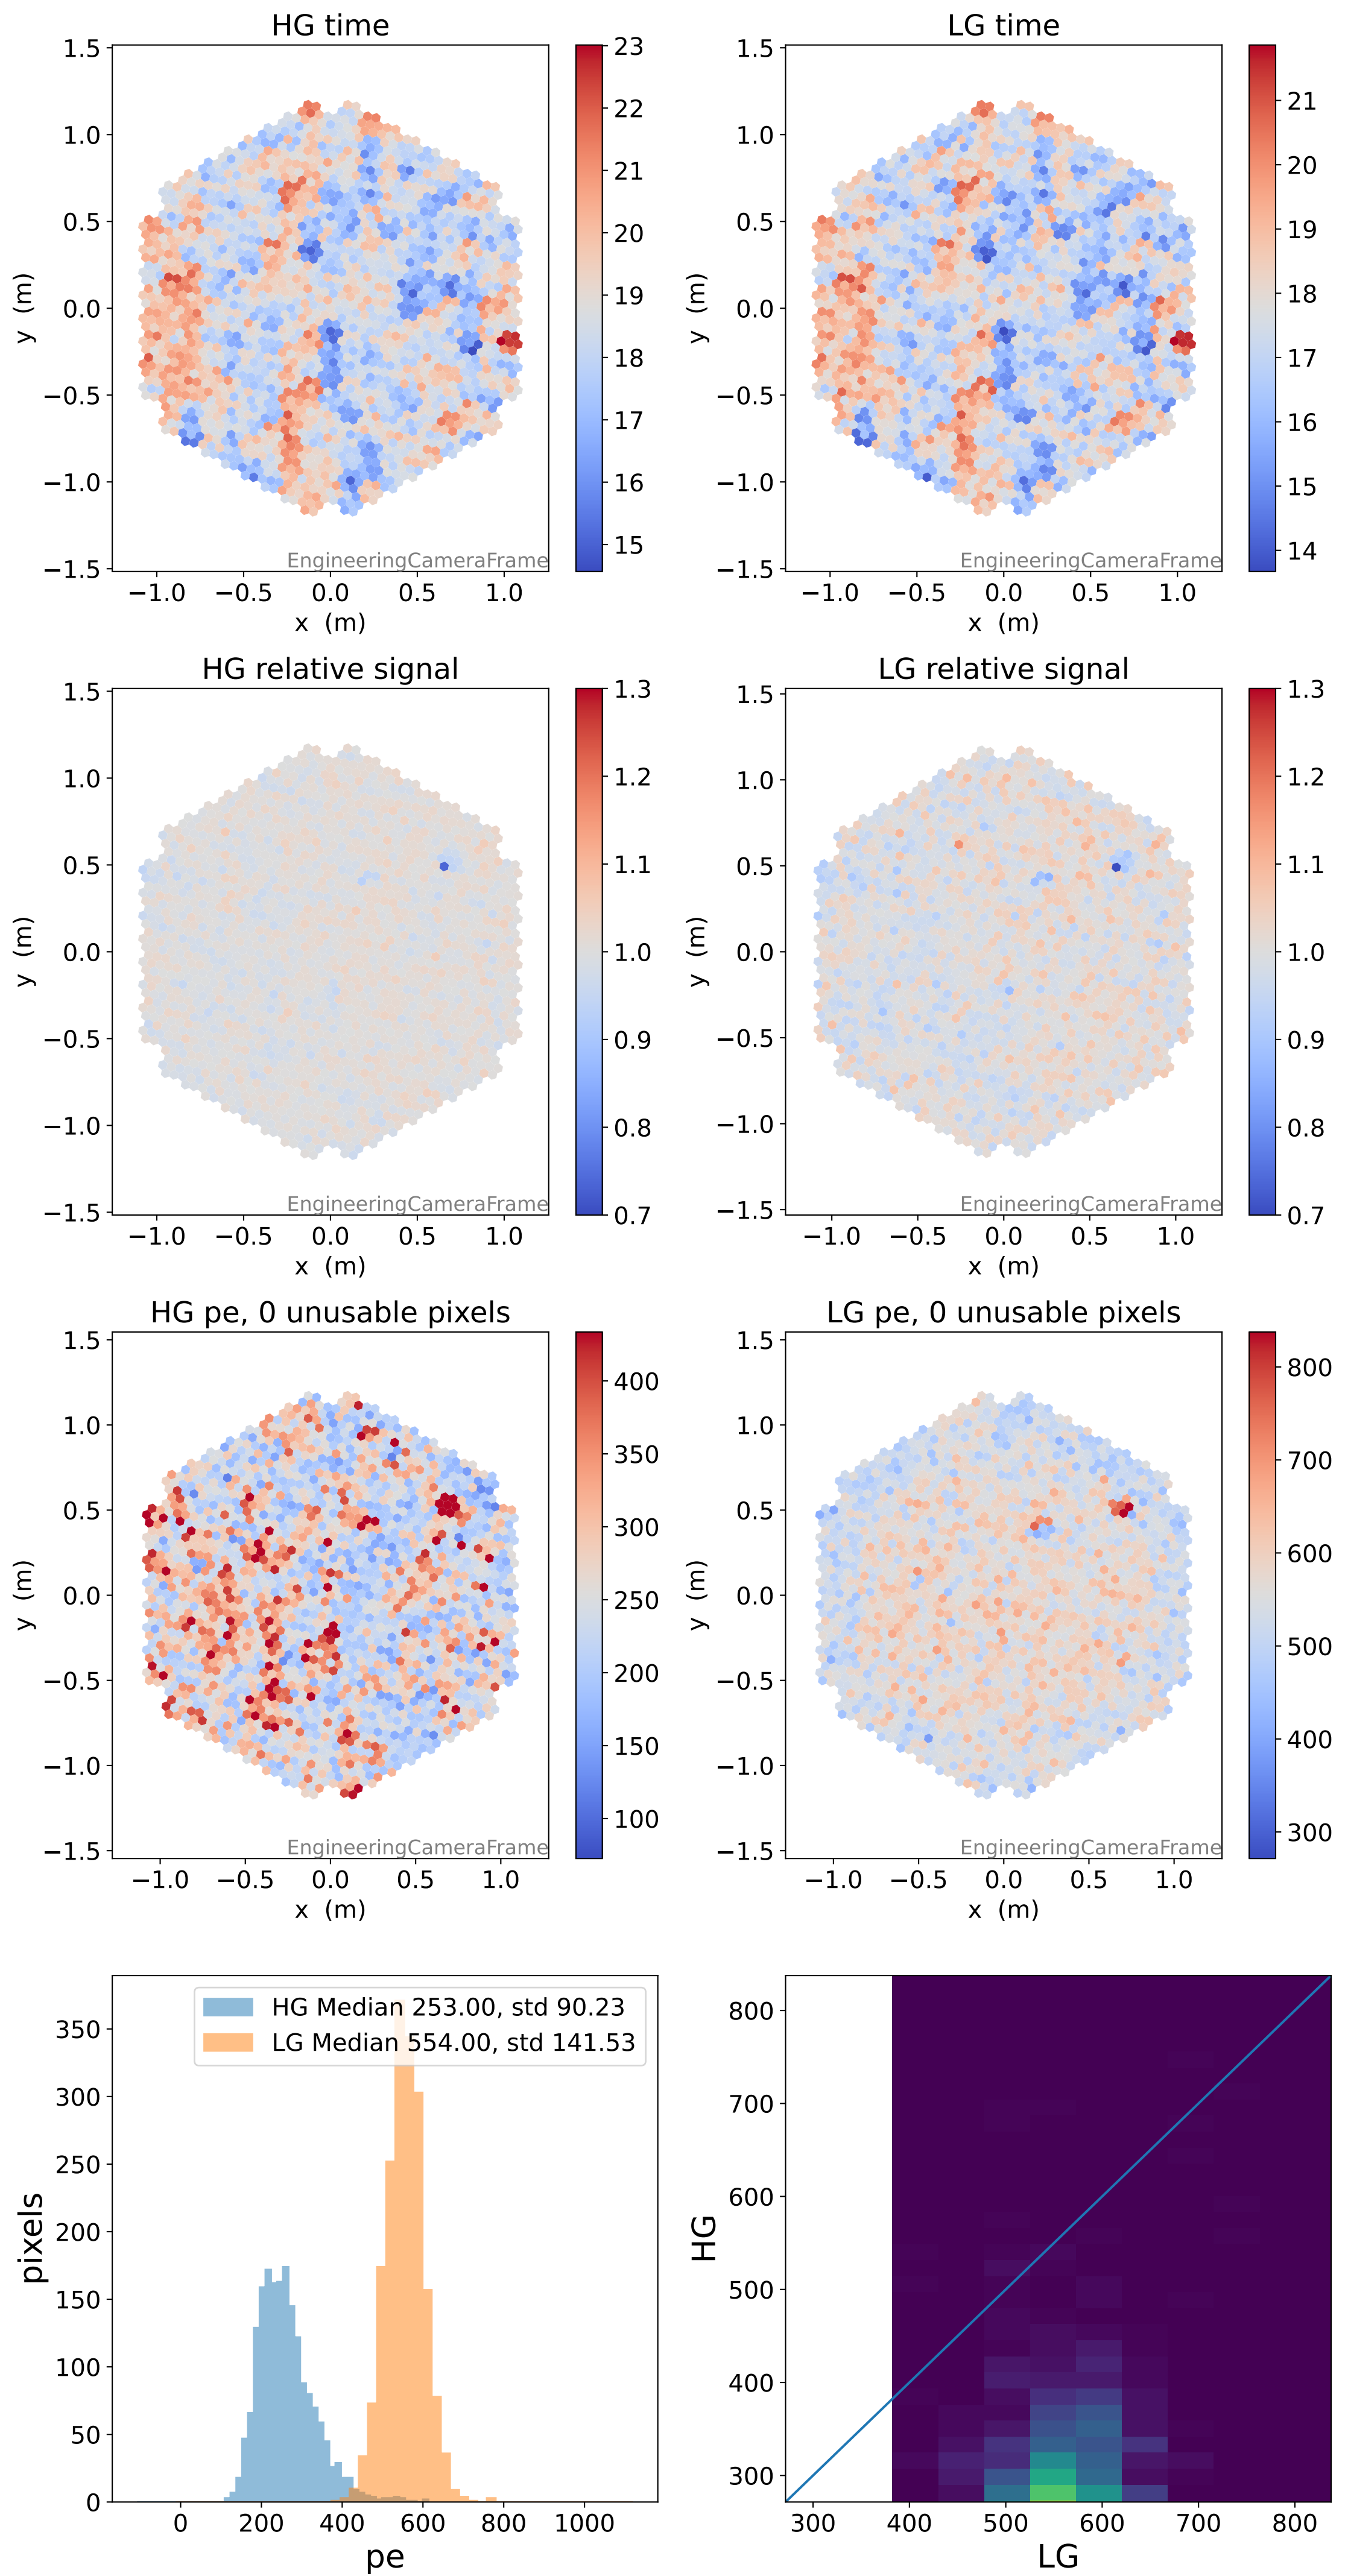 HG time
LG time
1.5
1.0
0.5
0.0
−0.5
−1.0
−1.5
y (m)
−1.0 −0.5 0.0 0.5 1.0
x (m)
EngineeringCameraFrame
23
22
21
20
19
18
17
16
15
1.5
1.0
0.5
0.0
−0.5
−1.0
−1.5
y (m)
−1.0 −0.5 0.0 0.5 1.0
x (m)
EngineeringCameraFrame
21
20
19
18
17
16
15
14
HG relative signal
LG relative signal
1.5
1.0
0.5
0.0
−0.5
−1.0
−1.5
y (m)
−1.0 −0.5 0.0 0.5 1.0
x (m)
EngineeringCameraFrame
1.3
1.2
1.1
1.0
0.9
0.8
0.7
1.5
1.0
0.5
0.0
−0.5
−1.0
−1.5
y (m)
−1.0 −0.5 0.0 0.5 1.0
x (m)
EngineeringCameraFrame
1.3
1.2
1.1
1.0
0.9
0.8
0.7
HG pe, 0 unusable pixels
LG pe, 0 unusable pixels
1.5
1.0
0.5
0.0
−0.5
−1.0
−1.5
y (m)
−1.0 −0.5 0.0 0.5 1.0
x (m)
EngineeringCameraFrame
400
350
300
250
200
150
100
1.5
1.0
0.5
0.0
−0.5
−1.0
−1.5
y (m)
−1.0 −0.5 0.0 0.5 1.0
x (m)
EngineeringCameraFrame
800
700
600
500
400
300
HG Median 253.00, std 90.23
LG Median 554.00, std 141.53
350
300
250
200
150
100
50
0
pixels
0 200 400 600 800 1000
pe
800
700
600
500
400
300
HG
300 400 500 600 700 800
LG